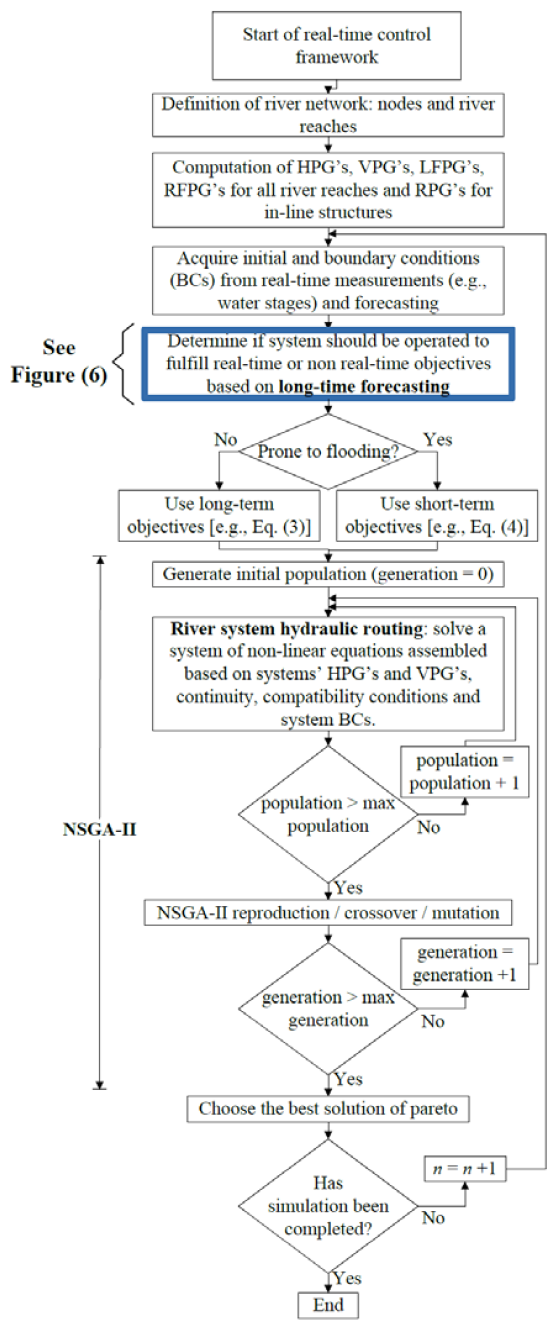 Start of real-time control
framework
Definition of river network: nodes and river
reaches
Computation of HPG's, VPG's, LFPG's,
RFPG's for all river reaches and RPG's for
in-line structures
Acquire initial and boundary conditions
(BCs) from real-time measurements (e.g.,
water stages) and forecasting
See
Figure (6)
Determine if system should be operated to
fulfill real-time or non real-time objectives
based on long-time forecasting
No
Yes
Prone to flooding?
Use long-term
objectives [e.g., Eq. (3)]
Use short-term
objectives [e.g., Eq. (4)]
Generate initial population (generation = 0)
River system hydraulic routing: solve a
system of non-linear equations assembled
based on systems' HPG's and VPG's,
continuity, compatibility conditions and
system BCs.
population =
population + 1
population > max
population
No
NSGA-II
Yes
NSGA-II reproduction / crossover / mutation
generation =
generation +1
generation > max
generation
No
Yes
Choose the best solution of pareto
n = n +1
Has
simulation been
completed?
No
Yes
End